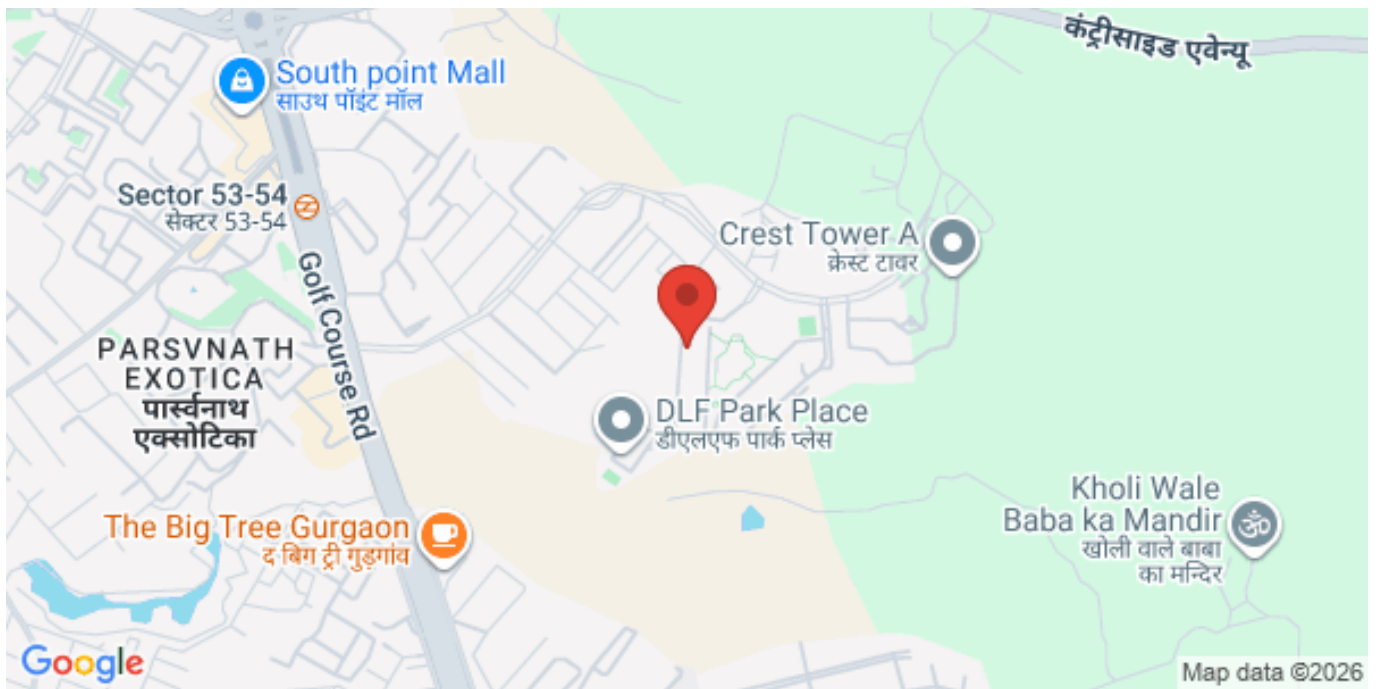 कंट्रीसाइड एवेन्यू
South point Mall
साउथ पॉइंट मॉल
Sector 53-54
सेक्टर 53-54
Crest Tower A
क्रेस्ट टावर
Golf Course Rd
PARSVNATH
EXOTICA
पार्स्वनाथ
एक्सोटिका
DLF Park Place
डीएलएफ पार्क प्लेस
Kholi Wale
Baba ka Mandir
खोली वाले बाबा
का मन्दिर
The Big Tree Gurgaon
द बिग ट्री गुड़गांव
Google
Map data ©2026